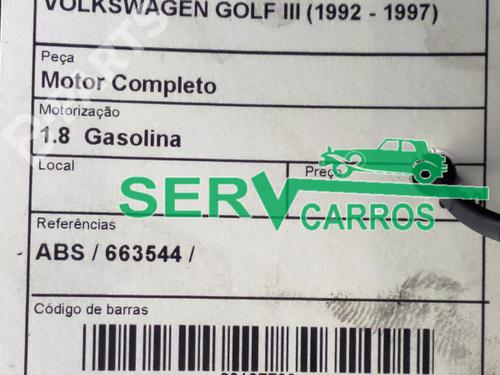 VOLKSWAGEN GOLF III (1992 - 1997)
Peça
Motor Completo
Motorização
1.8 Gasolina
Local
Preço
SERV
CARROS
Referências
ABS / 663544 /
Código de barras